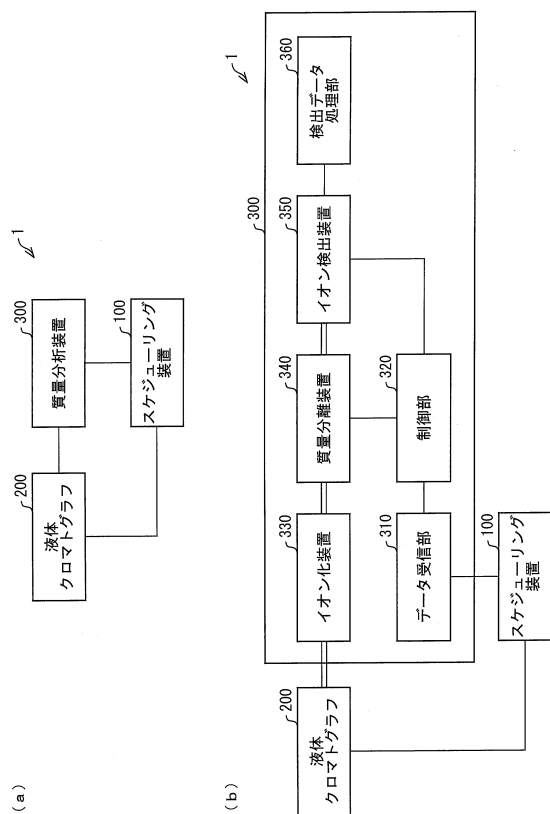 (a)
1
200
液体
クロマトグラフ
300
質量分析装置
100
スケジューリング
装置
(b)
1
300
200
液体
クロマトグラフ
330
イオン化装置
340
質量分離装置
350
イオン検出装置
360
検出データ
処理部
310
データ受信部
320
制御部
100
スケジューリング
装置